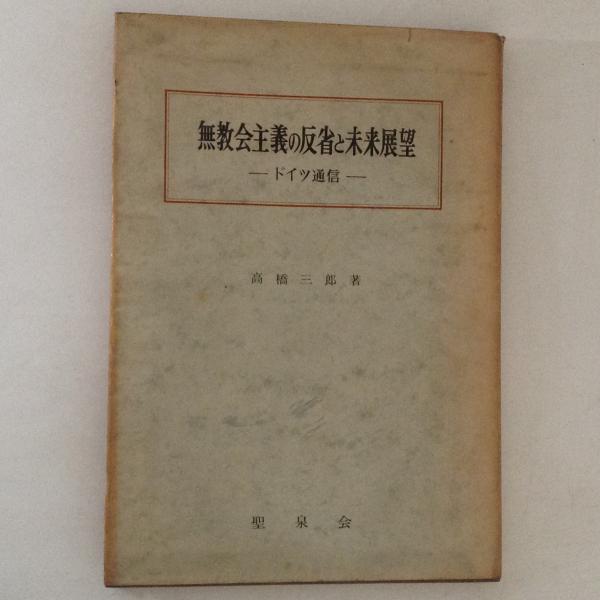 無教会主義の反省と未来展望
―ドイツ通信―
高橋三郎著
聖泉会